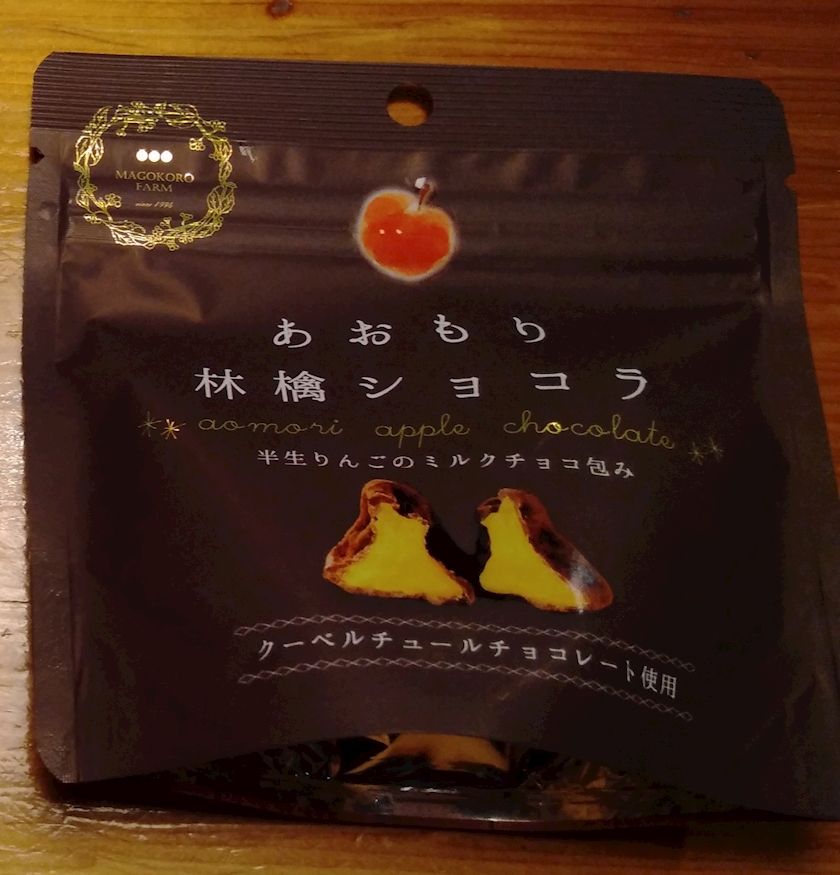 MAGOKORO
FARM
since 1996
あおもり
林檎ショコラ
aomori apple chocolate
半生りんごのミルクチョコ包み
クーベルチュールチョコレート使用